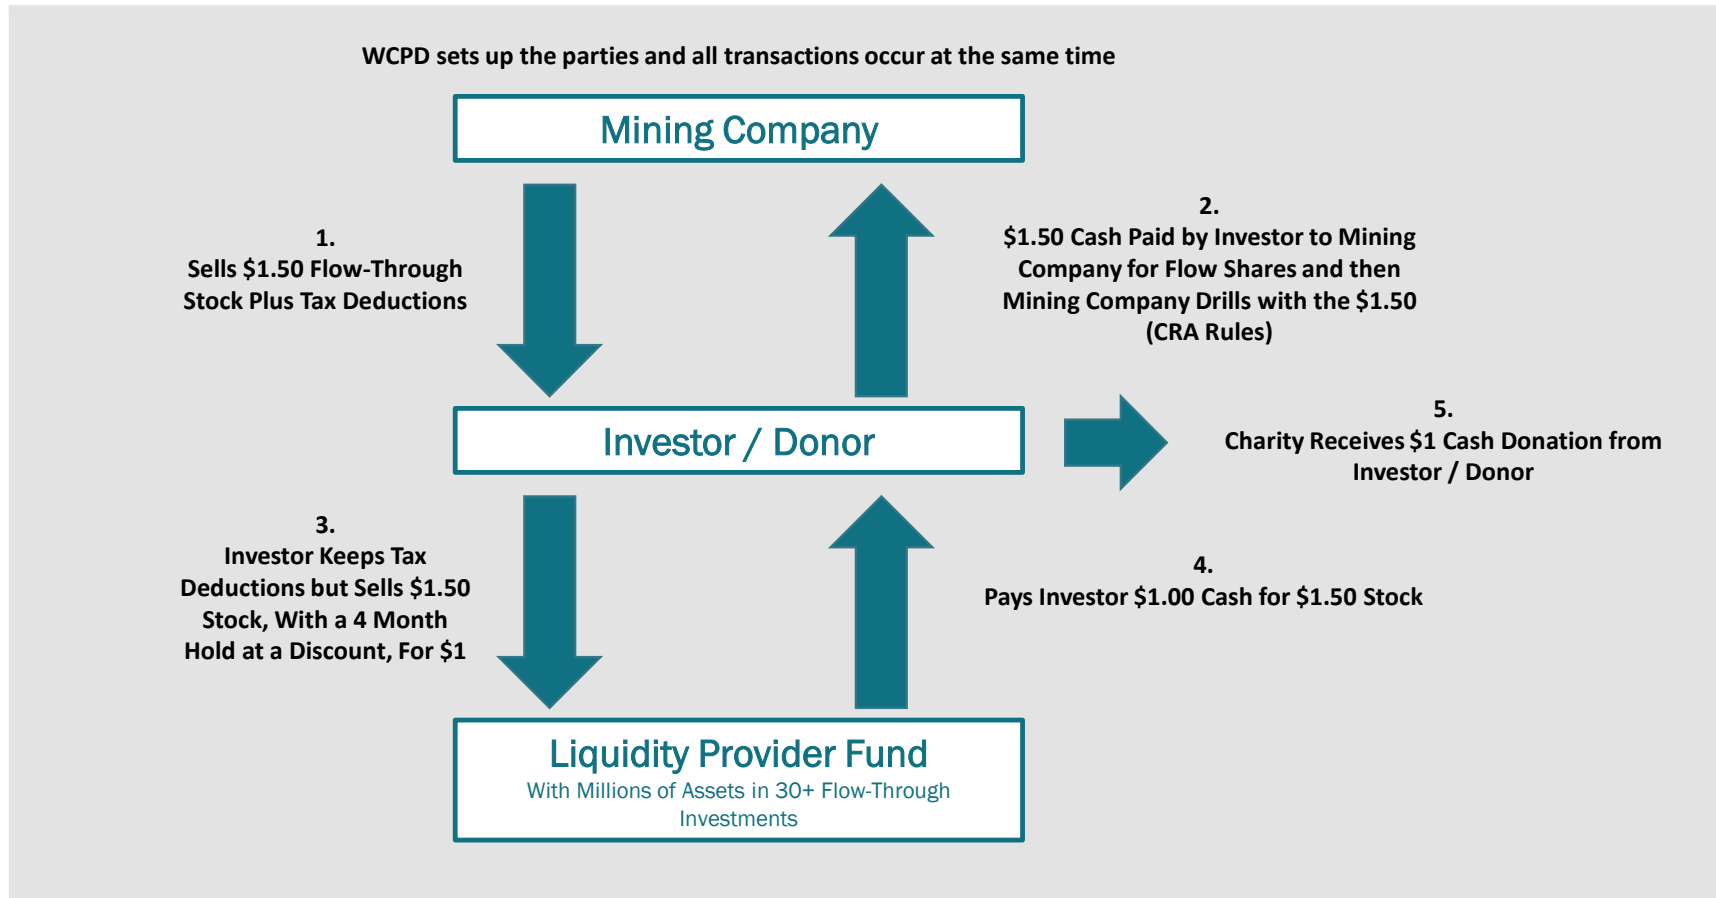 WCPD sets up the parties and all transactions occur at the same time
Mining Company
1.
Sells $1.50 Flow-Through
Stock Plus Tax Deductions
2.
$1.50 Cash Paid by Investor to Mining
Company for Flow Shares and then
Mining Company Drills with the $1.50
(CRA Rules)
Investor / Donor
5.
Charity Receives $1 Cash Donation from
Investor / Donor
3.
Investor Keeps Tax
Deductions but Sells $1.50
Stock, With a 4 Month
Hold at a Discount, For $1
4.
Pays Investor $1.00 Cash for $1.50 Stock
Liquidity Provider Fund
With Millions of Assets in 30+ Flow-Through
Investments